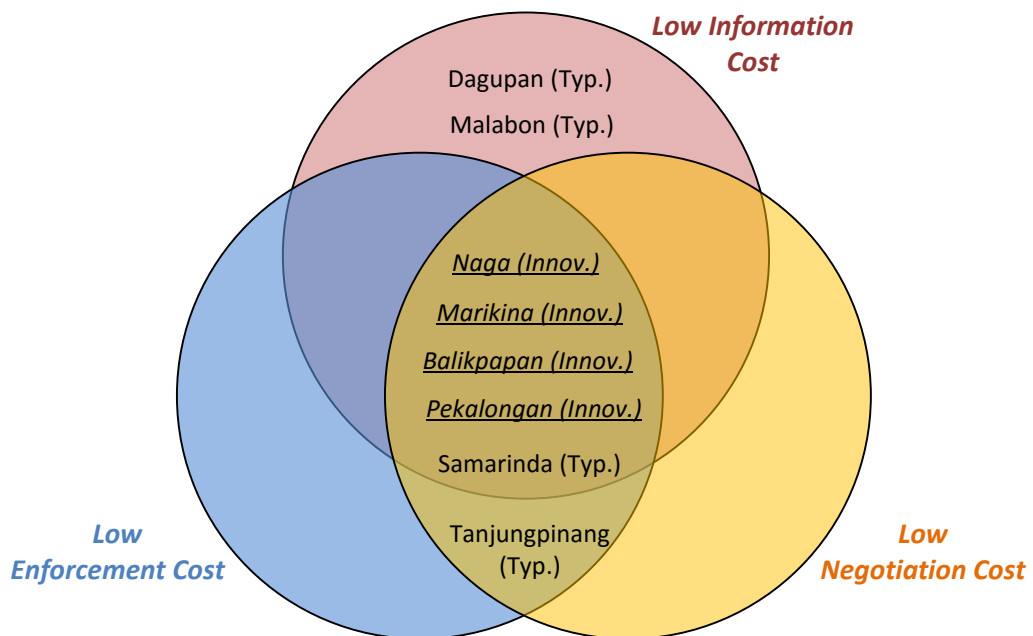 Low Information
Cost
Dagupan (Typ.)
Malabon (Typ.)
Naga (Innov.)
Marikina (Innov.)
Balikpapan (Innov.)
Pekalongan (Innov.)
Samarinda (Typ.)
Tanjungpinang
(Typ.)
Low
Enforcement Cost
Low
Negotiation Cost